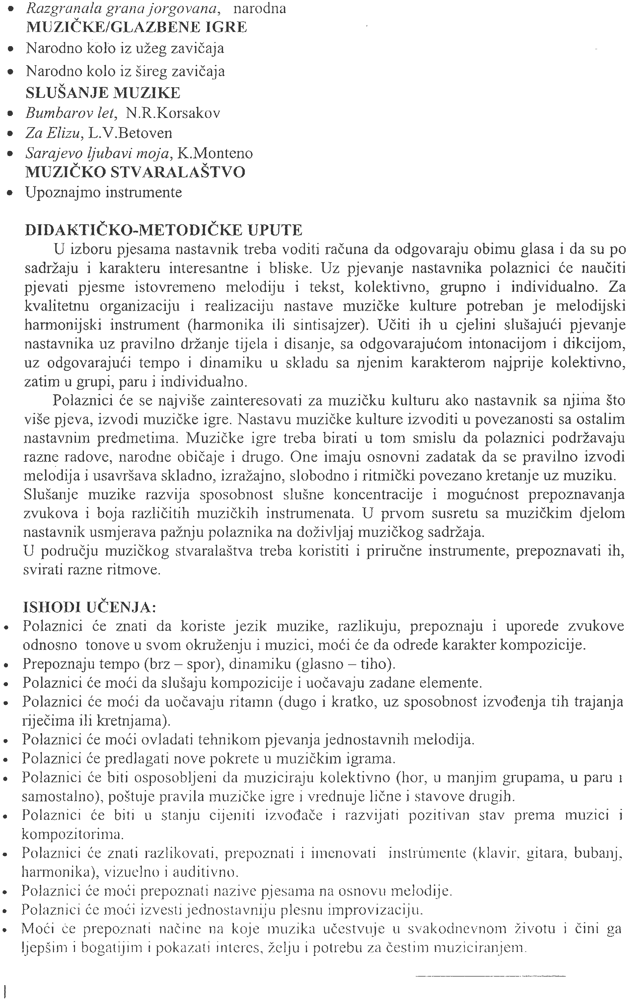 • Razgranala grana jorgovana, narodna
MUZIČKE/GLAZBENE IGRE
• Narodno kolo iz užeg zavičaja
• Narodno kolo iz šireg zavičaja
SLUŠANJE MUZIKE
• Bumbarov let, N.R.Korsakov
• Za Elizu, L.V.Betoven
• Sarajevo ljubavi moja, K.Monteno
MUZIČKO STVARALAŠTVO
• Upoznajmo instrumente
DIDAKTIČKO-METODIČKE UPUTE
U izboru pjesama nastavnik treba voditi računa da odgovaraju obimu glasa i da su po
sadržaju i karakteru interesantne i bliske. Uz pjevanje nastavnika polaznici će naučiti
pjevati pjesme istovremeno melodiju i tekst, kolektivno, grupno i individualno. Za
kvalitetnu organizaciju i realizaciju nastave muzičke kulture potreban je melodijski
harmonijski instrument (harmonika ili sintisajzer). Učiti ih u cjelini slušajući pjevanje
nastavnika uz pravilno držanje tijela i disanje, sa odgovarajućom intonacijom i dikcijom,
uz odgovarajući tempo i dinamiku u skladu sa njenim karakterom najprije kolektivno,
zatim u grupi, paru i individualno.
Polaznici će se najviše zainteresovati za muzičku kulturu ako nastavnik sa njima što
više pjeva, izvodi muzičke igre. Nastavu muzičke kulture izvoditi u povezanosti sa ostalim
nastavnim predmetima. Muzičke igre treba birati u tom smislu da polaznici podržavaju
razne radove, narodne običaje i drugo. One imaju osnovni zadatak da se pravilno izvodi
melodija i usavršava skladno, izražajno, slobodno i ritmički povezano kretanje uz muziku.
Slušanje muzike razvija sposobnost slušne koncentracije i mogućnost prepoznavanja
zvukova i boja različitih muzičkih instrumenata. U prvom susretu sa muzičkim djelom
nastavnik usmjerava pažnju polaznika na doživljaj muzičkog sadržaja.
U području muzičkog stvaralaštva treba koristiti i priručne instrumente, prepoznavati ih,
svirati razne ritmove.
ISHODI UČENJA:
• Polaznici će znati da koriste jezik muzike, razlikuju, prepoznaju i uporede zvukove
odnosno tonove u svom okruženju i muzici, moći će da odrede karakter kompozicije.
• Prepoznaju tempo (brz – spor), dinamiku (glasno – tiho).
• Polaznici će moći da slušaju kompozicije i uočavaju zadane elemente.
• Polaznici će moći da uočavaju ritamn (dugo i kratko, uz sposobnost izvođenja tih trajanja
riječima ili kretnjama).
• Polaznici će moći ovladati tehnikom pjevanja jednostavnih melodija.
• Polaznici će predlagati nove pokrete u muzičkim igrama.
• Polaznici će biti osposobljeni da muziciraju kolektivno (hor, u manjim grupama, u paru i
samostalno), poštuje pravila muzičke igre i vrednuje lične i stavove drugih.
• Polaznici će biti u stanju cijeniti izvođače i razvijati pozitivan stav prema muzici i
kompozitorima.
• Polaznici će znati razlikovati, prepoznati i imenovati instrumente (klavir, gitara, bubanj,
harmonika), vizuelno i auditivno.
• Polaznici će moći prepoznati nazive pjesama na osnovu melodije.
• Polaznici će moći izvesti jednostavniju plesnu improvizaciju.
• Moći će prepoznati načine na koje muzika učestvuje u svakodnevnom životu i čini ga
ljepšim i bogatijim i pokazati interes, želju i potrebu za čestim muziciranjem.